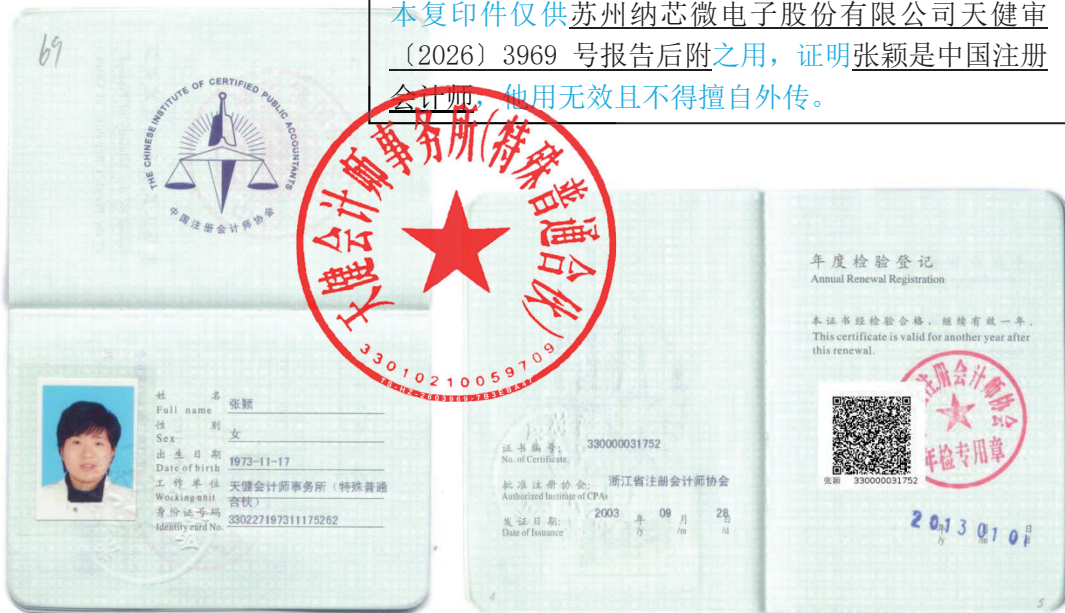 本复印件仅供苏州纳芯微电子股份有限公司天健审
〔2026〕3969 号报告后附之用，证明张颖是中国注册
会计师，他用无效且不得擅自外传。
69
THE CHINESE INSTITUTE OF CERTIFIED PUBLIC ACCOUNTANTS
中国注册会计师协会
天健会计师事务所(特殊普通合伙)
33010210059709
姓 名 张颖
Full name
性 别 女
Sex
出生日期 1973-11-17
Date of birth
工作单位 天健会计师事务所（特殊普通
Working unit 合伙）
身份证号码 330227197311175262
Identity card No.
证书编号: 330000031752
No. of Certificate
批准注册协会: 浙江省注册会计师协会
Authorized Institute of CPAs
发证日期: 2003 年 09 月 28 日
Date of Issuance /y /m /d
4
年度检验登记
Annual Renewal Registration
本证书经检验合格，继续有效一年。
This certificate is valid for another year after
this renewal.
注册会计师协会
年检专用章
张颖 330000031752
2013 年 01 月 01 日
/y /m /d
5